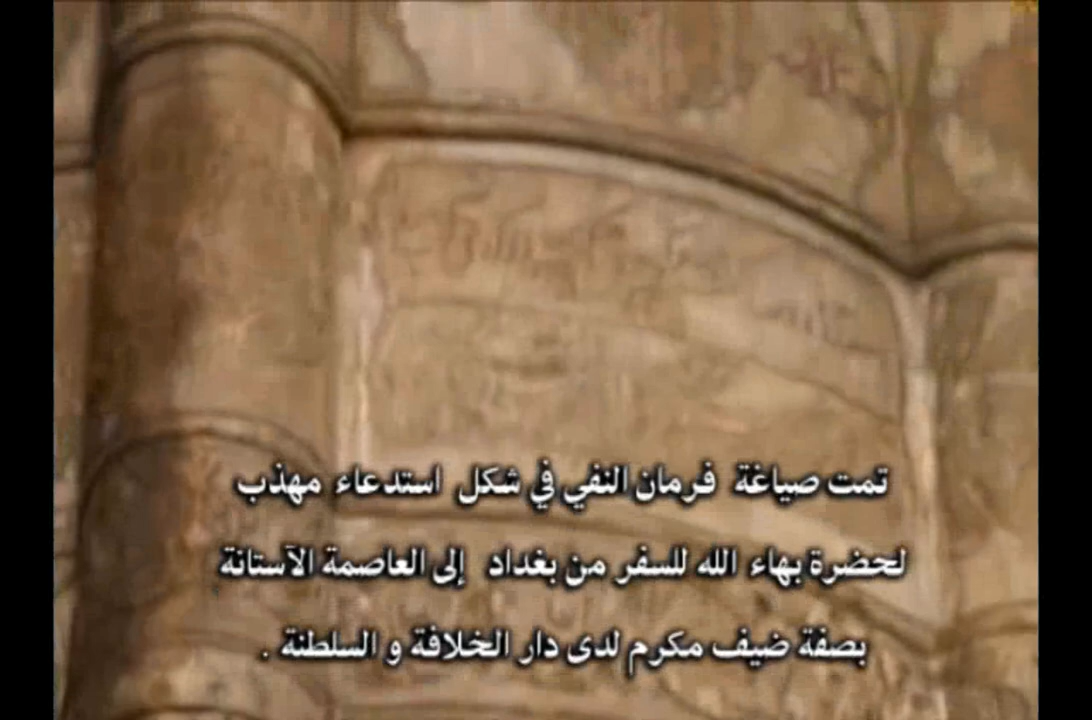 تمت صياغة فرمان النفي في شكل استدعاء مهذب
لحضرة بهاء الله للسفر من بغداد إلى العاصمة الآستانة
بصفة ضيف مكرم لدى دار الخلافة و السلطنة .